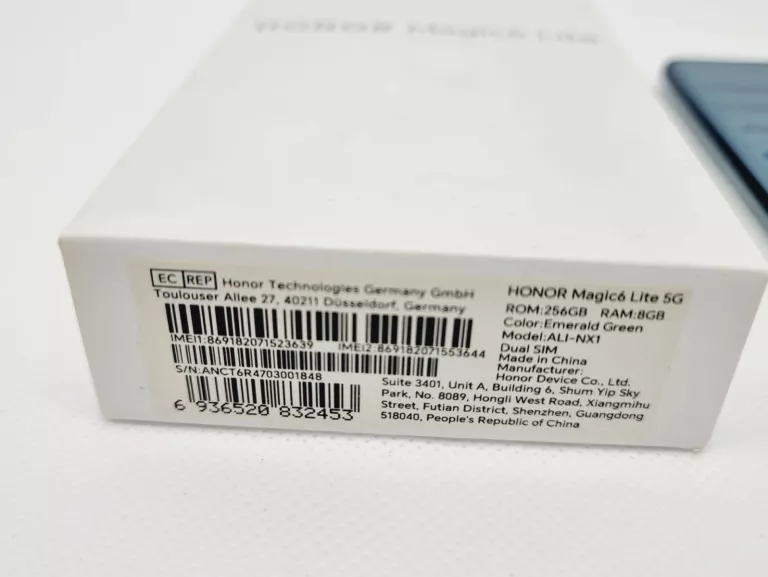 HONOR Magic6 Lite
EC REP Honor Technologies Germany GmbH
Toulouser Allee 27, 40211 Düsseldorf, Germany
IMEI1:869182071523639 IMEI2:869182071553644
S/N:ANCT6R4703001848
6 936520 832453
HONOR Magic6 Lite 5G
ROM:256GB RAM:8GB
Color:Emerald Green
Model:ALI-NX1
Dual SIM
Made in China
Manufacturer:
Honor Device Co., Ltd.
Suite 3401, Unit A, Building 6, Shum Yip Sky
Park, No. 8089, Hongli West Road, Xiangmihu
Street, Futian District, Shenzhen, Guangdong
518040, People's Republic of China